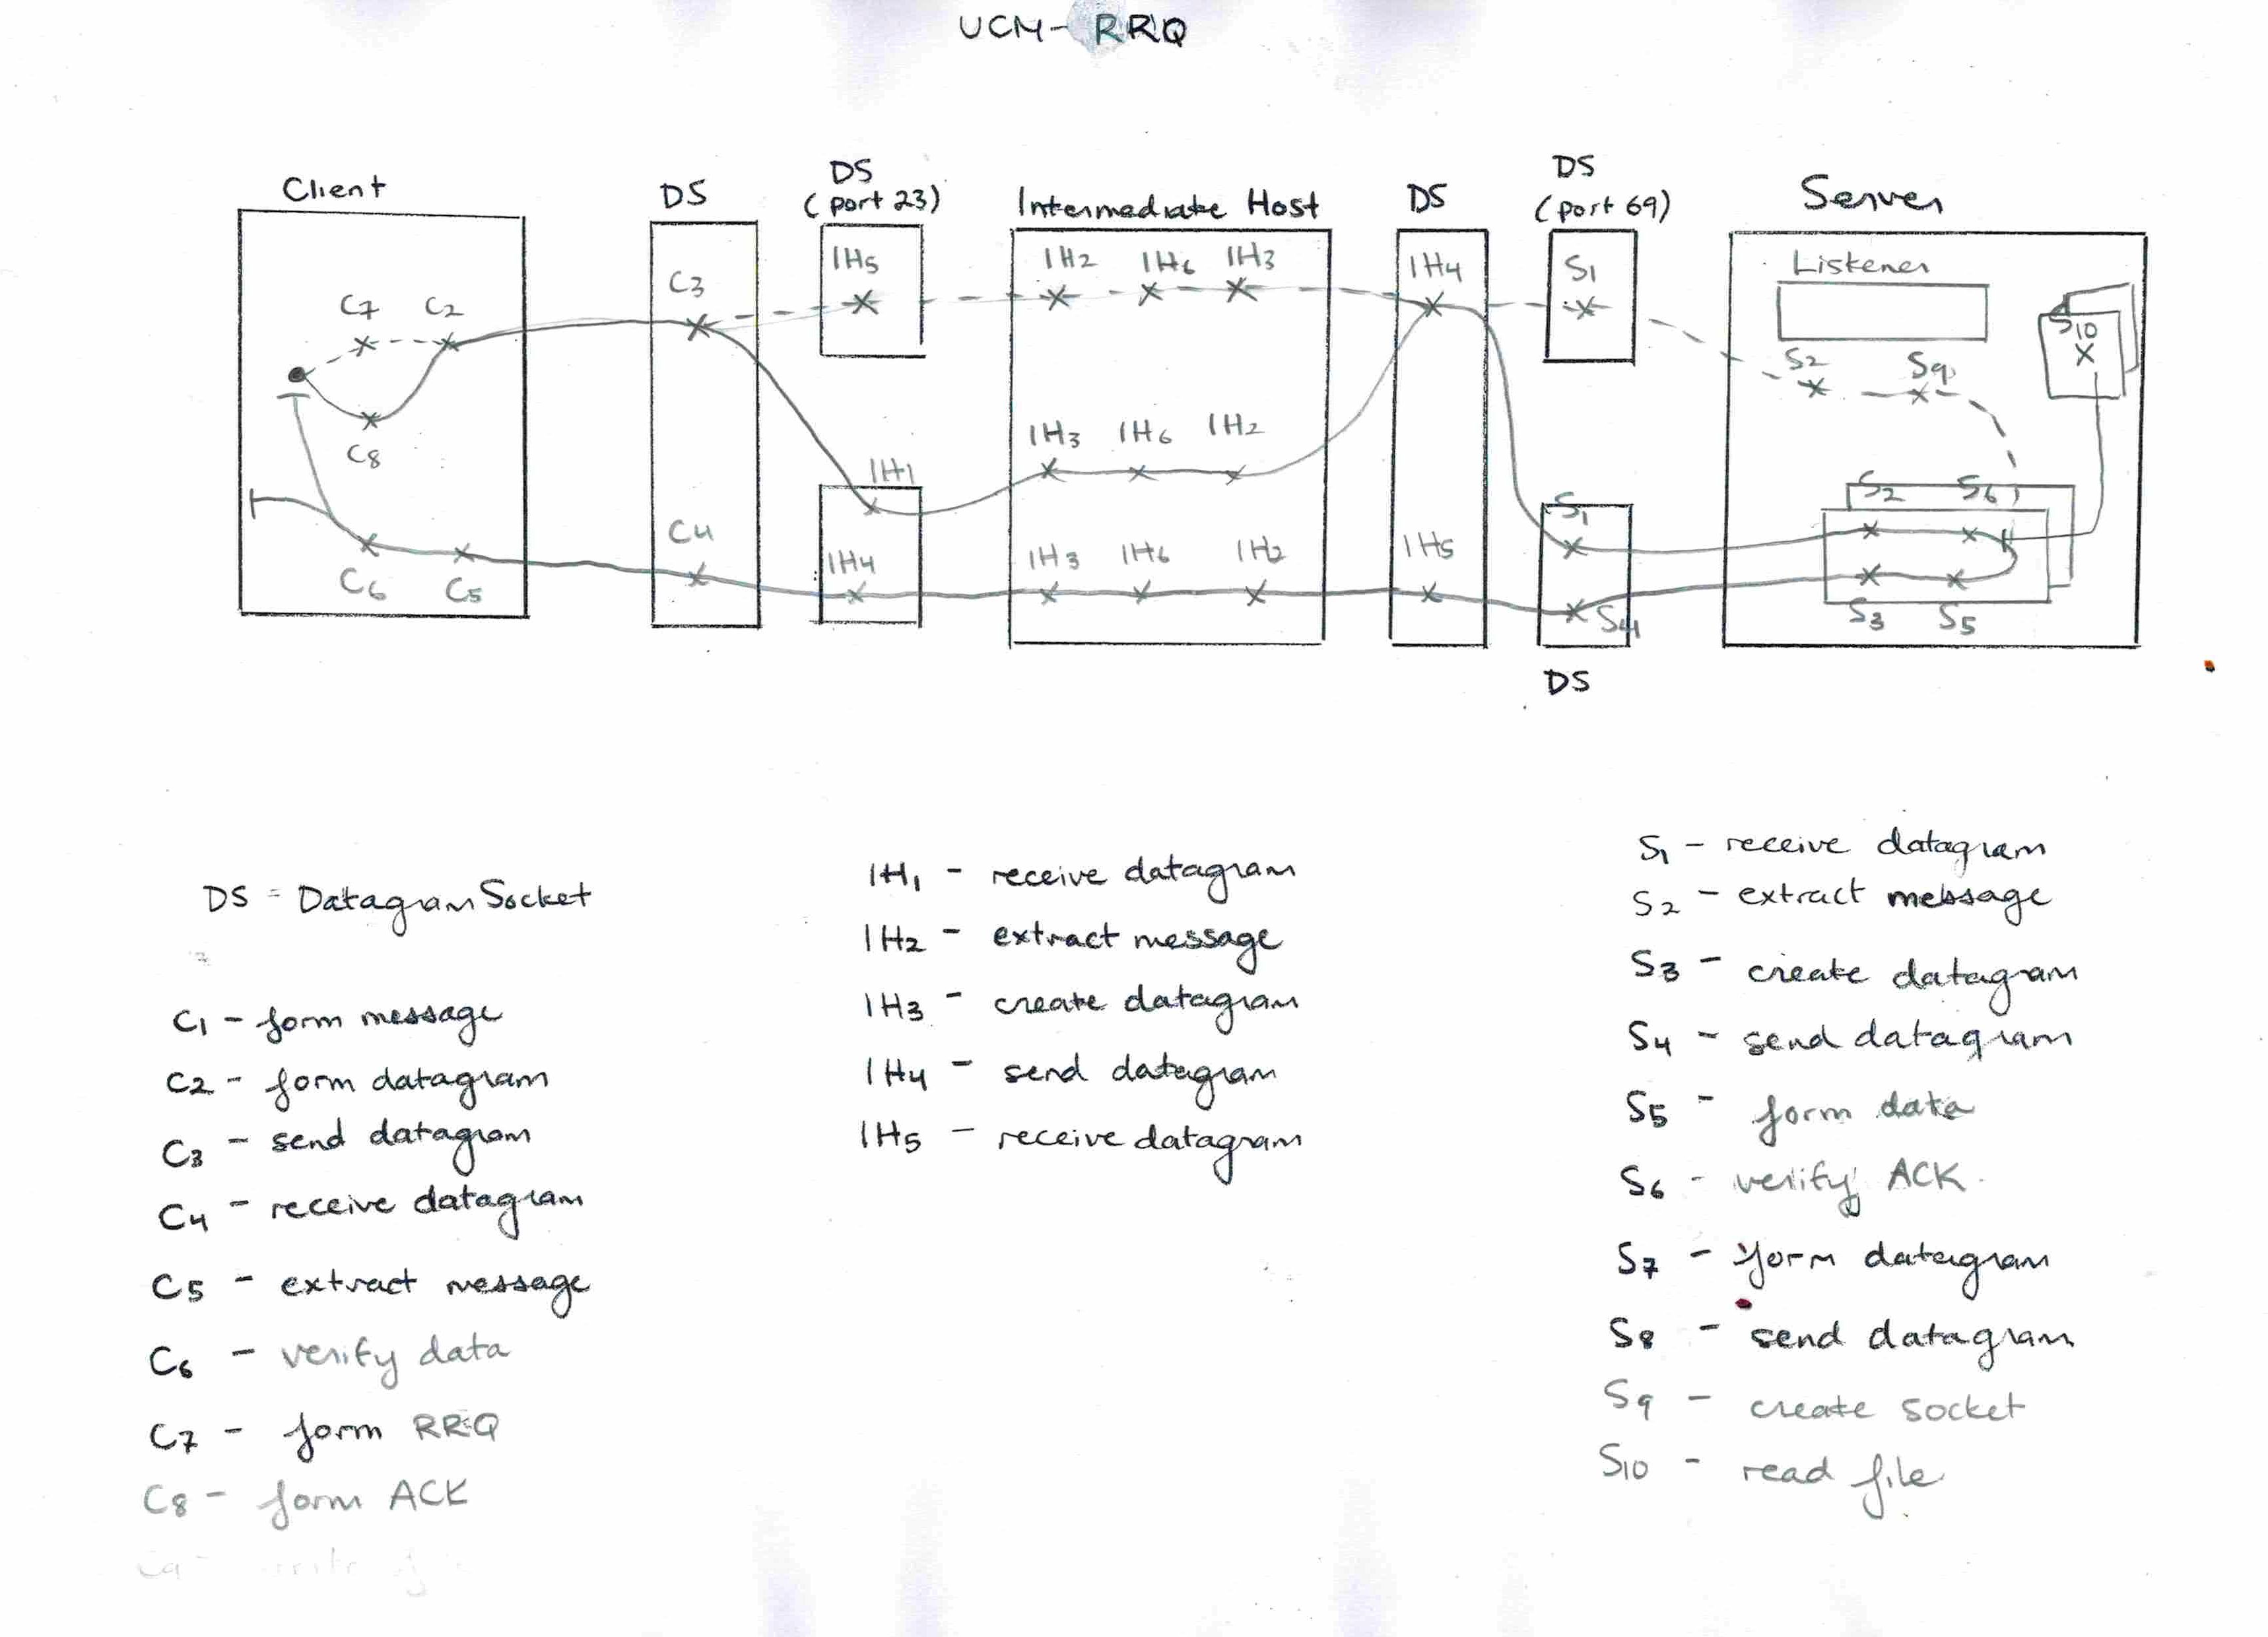 UCM- RRQ
Client
DS
DS
(port 23)
Intermediate Host
DS
DS
(port 69)
Server
C7 C2
C8
C6 C5
C3
C4
IH5
IH1
IH4
IH2 IH6 IH3
IH3 IH6 IH2
IH3 IH6 IH2
IH4
IH5
S1
S1
S4
DS
Listener
S2 S9
S10
S2 S6
S3 S5
DS = Datagram Socket
C1 - form message
C2 - form datagram
C3 - send datagram
C4 - receive datagram
C5 - extract message
C6 - verify data
C7 - form RRQ
C8 - form ACK
C9 -
IH1 - receive datagram
IH2 - extract message
IH3 - create datagram
IH4 - send datagram
IH5 - receive datagram
S1 - receive datagram
S2 - extract message
S3 - create datagram
S4 - send datagram
S5 - form data
S6 - verify ACK
S7 - form datagram
S8 - send datagram
S9 - create socket
S10 - read file